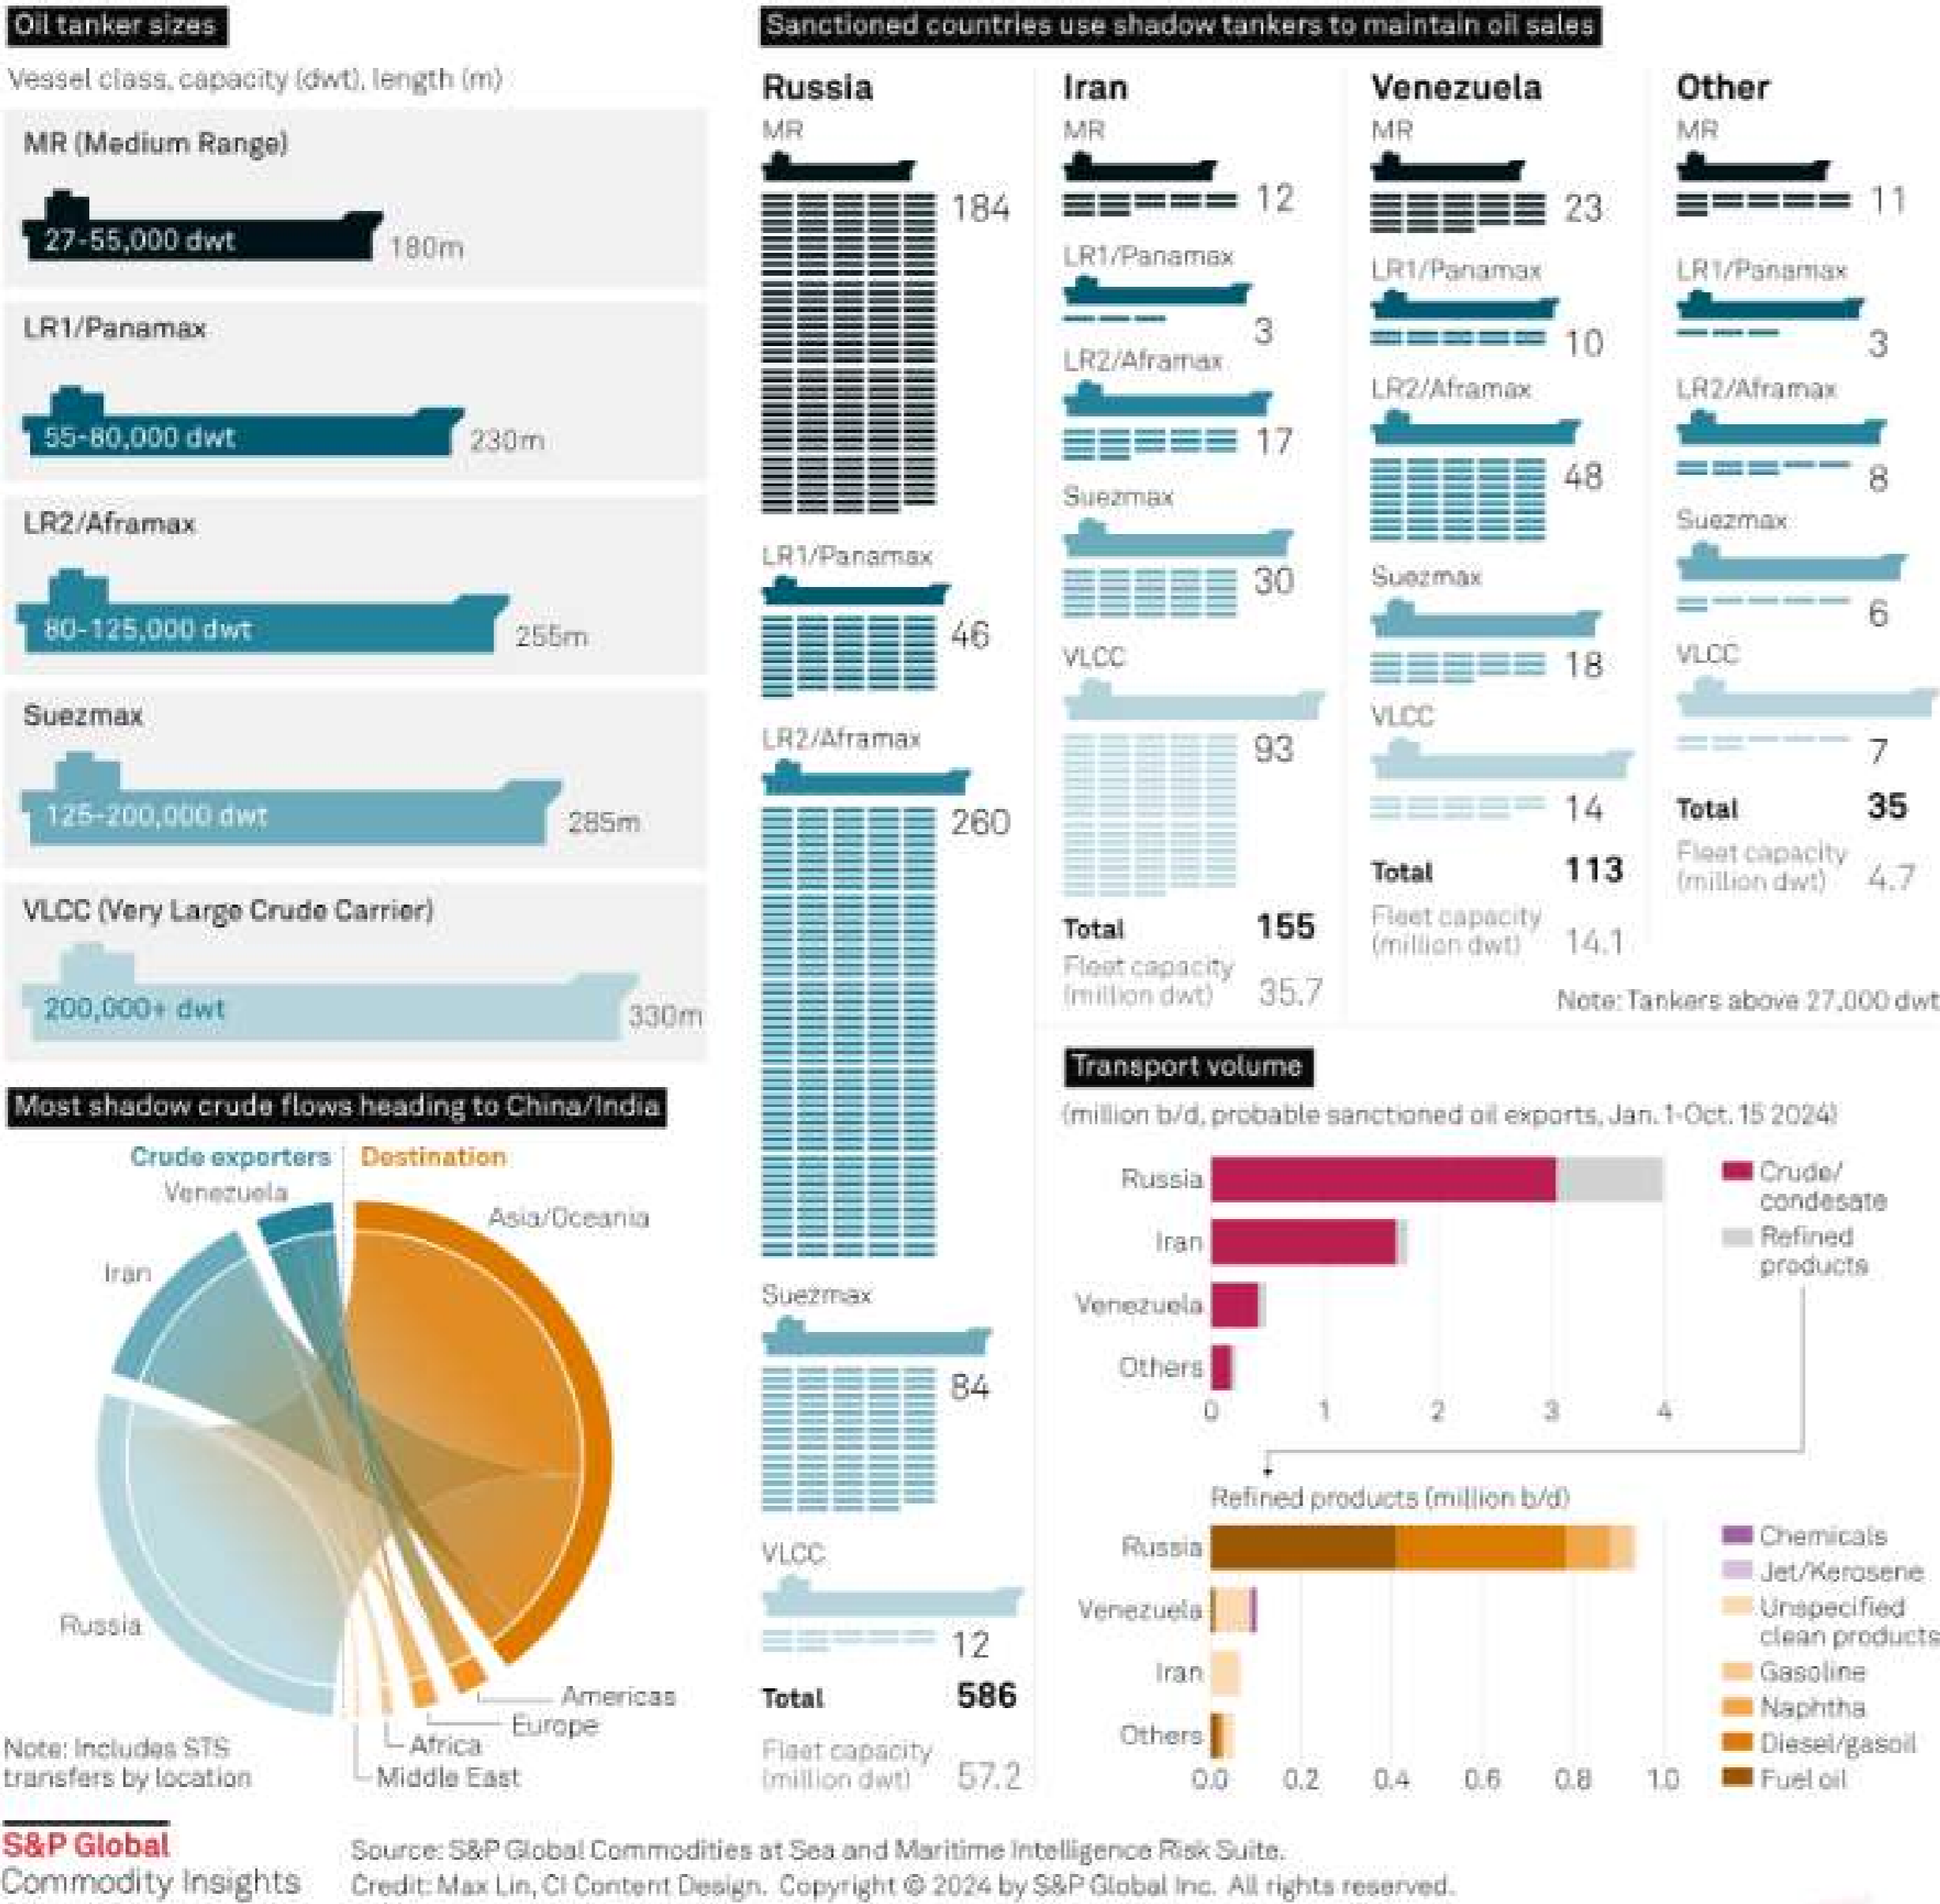 Oil tanker sizes
Vessel class, capacity (dwt), length (m)
MR (Medium Range)
27-55,000 dwt
180m
LR1/Panamax
55-80,000 dwt
230m
LR2/Aframax
80-125,000 dwt
255m
Suezmax
125-200,000 dwt
285m
VLCC (Very Large Crude Carrier)
200,000+ dwt
330m
Sanctioned countries use shadow tankers to maintain oil sales
Russia
MR
184
LR1/Panamax
46
LR2/Aframax
260
Suezmax
84
VLCC
12
Total 586
Fleet capacity
(million dwt) 57.2
Iran
MR
12
LR1/Panamax
3
LR2/Aframax
17
Suezmax
30
VLCC
93
Total 155
Fleet capacity
(million dwt) 35.7
Venezuela
MR
23
LR1/Panamax
10
LR2/Aframax
48
Suezmax
18
VLCC
14
Total 113
Fleet capacity
(million dwt) 14.1
Other
MR
11
LR1/Panamax
3
LR2/Aframax
8
Suezmax
6
VLCC
7
Total 35
Fleet capacity
(million dwt) 4.7
Note: Tankers above 27,000 dwt
Most shadow crude flows heading to China/India
Crude exporters
Destination
Venezuela
Asia/Oceania
Iran
Russia
Americas
Europe
Africa
Middle East
Note: Includes STS
transfers by location
Transport volume
(million b/d, probable sanctioned oil exports, Jan. 1-Oct. 15 2024)
Russia
Iran
Venezuela
Others
0 1 2 3 4
Crude/
condesate
Refined
products
Refined products (million b/d)
Russia
Venezuela
Iran
Others
0.0 0.2 0.4 0.6 0.8 1.0
Chemicals
Jet/Kerosene
Unspecified
clean products
Gasoline
Naphtha
Diesel/gasoil
Fuel oil
S&P Global
Commodity Insights
Source: S&P Global Commodities at Sea and Maritime Intelligence Risk Suite.
Credit: Max Lin, CI Content Design. Copyright © 2024 by S&P Global Inc. All rights reserved.